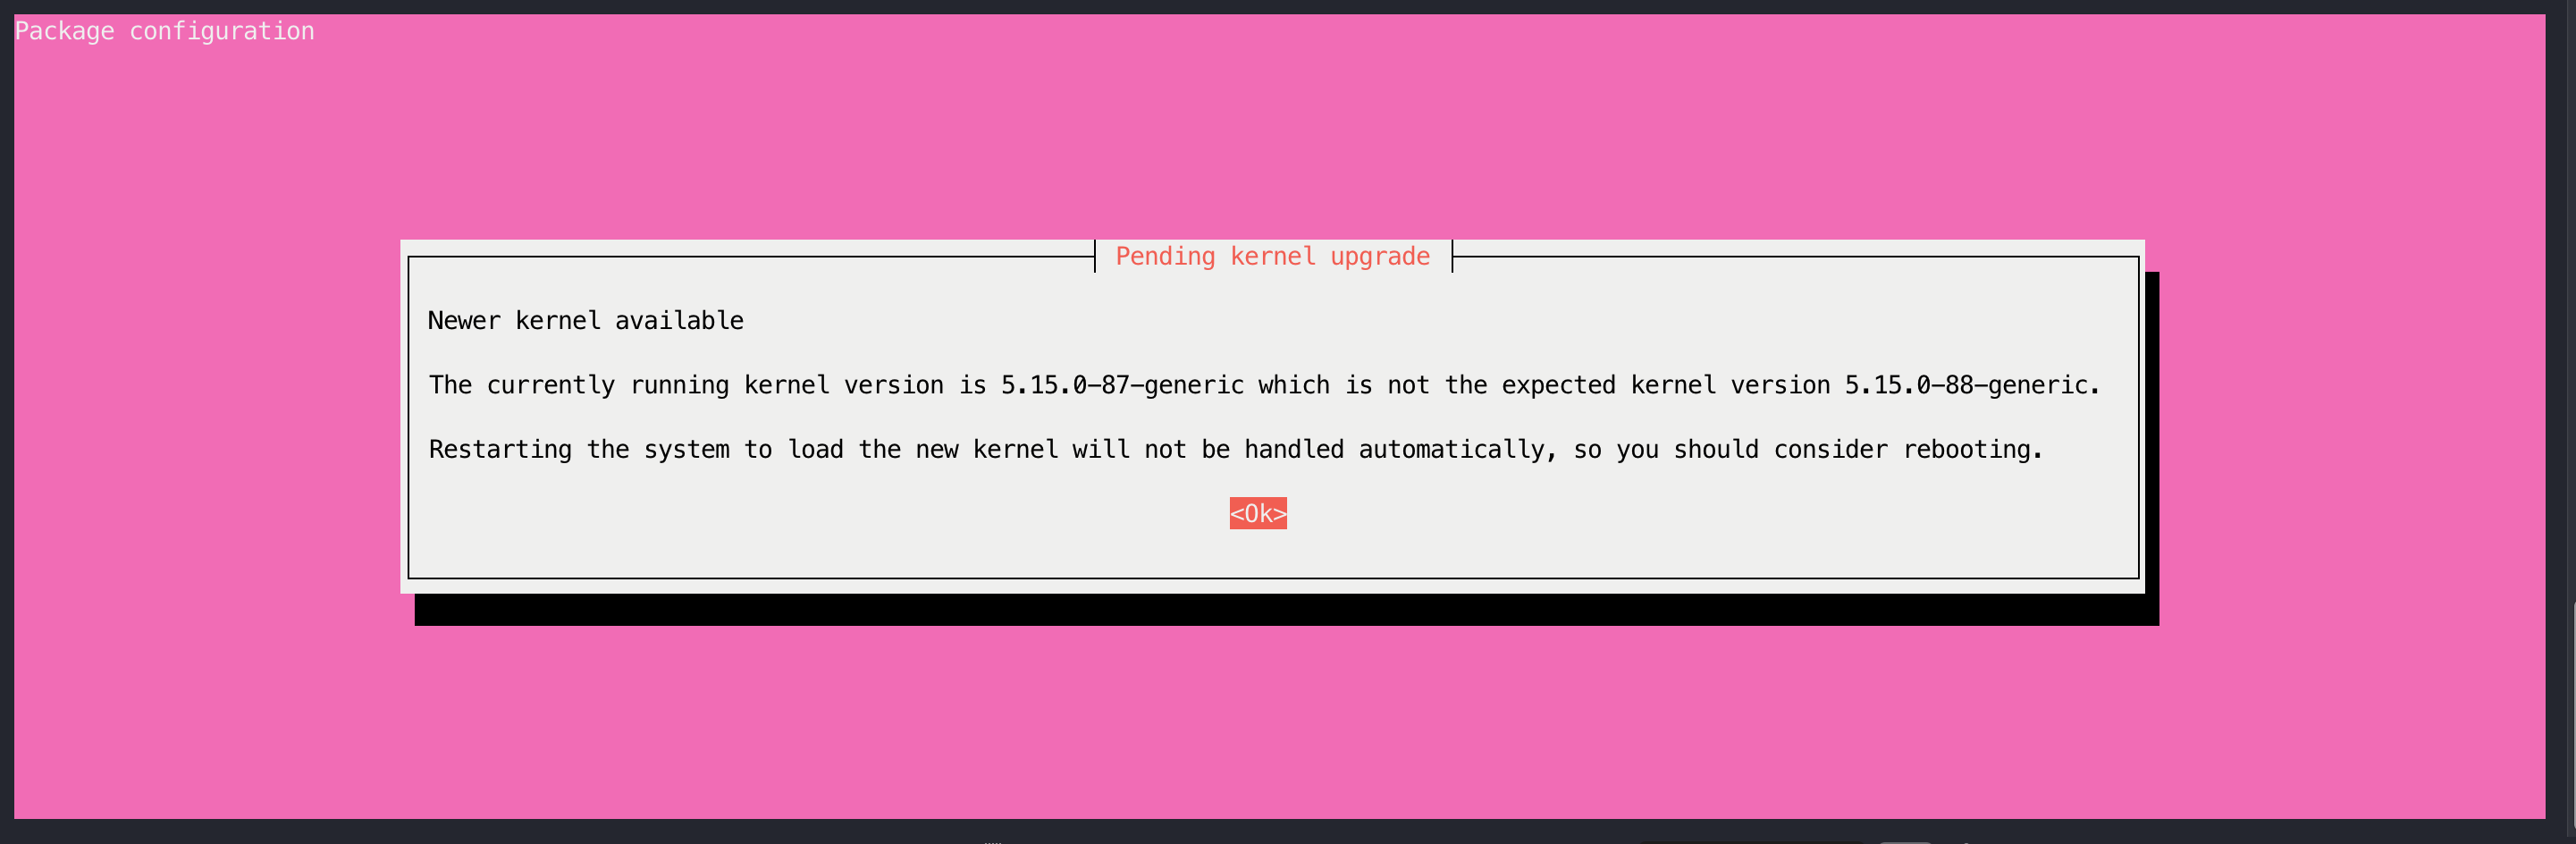 Package configuration
Pending kernel upgrade
Newer kernel available
The currently running kernel version is 5.15.0-87-generic which is not the expected kernel version 5.15.0-88-generic.
Restarting the system to load the new kernel will not be handled automatically, so you should consider rebooting.
<Ok>